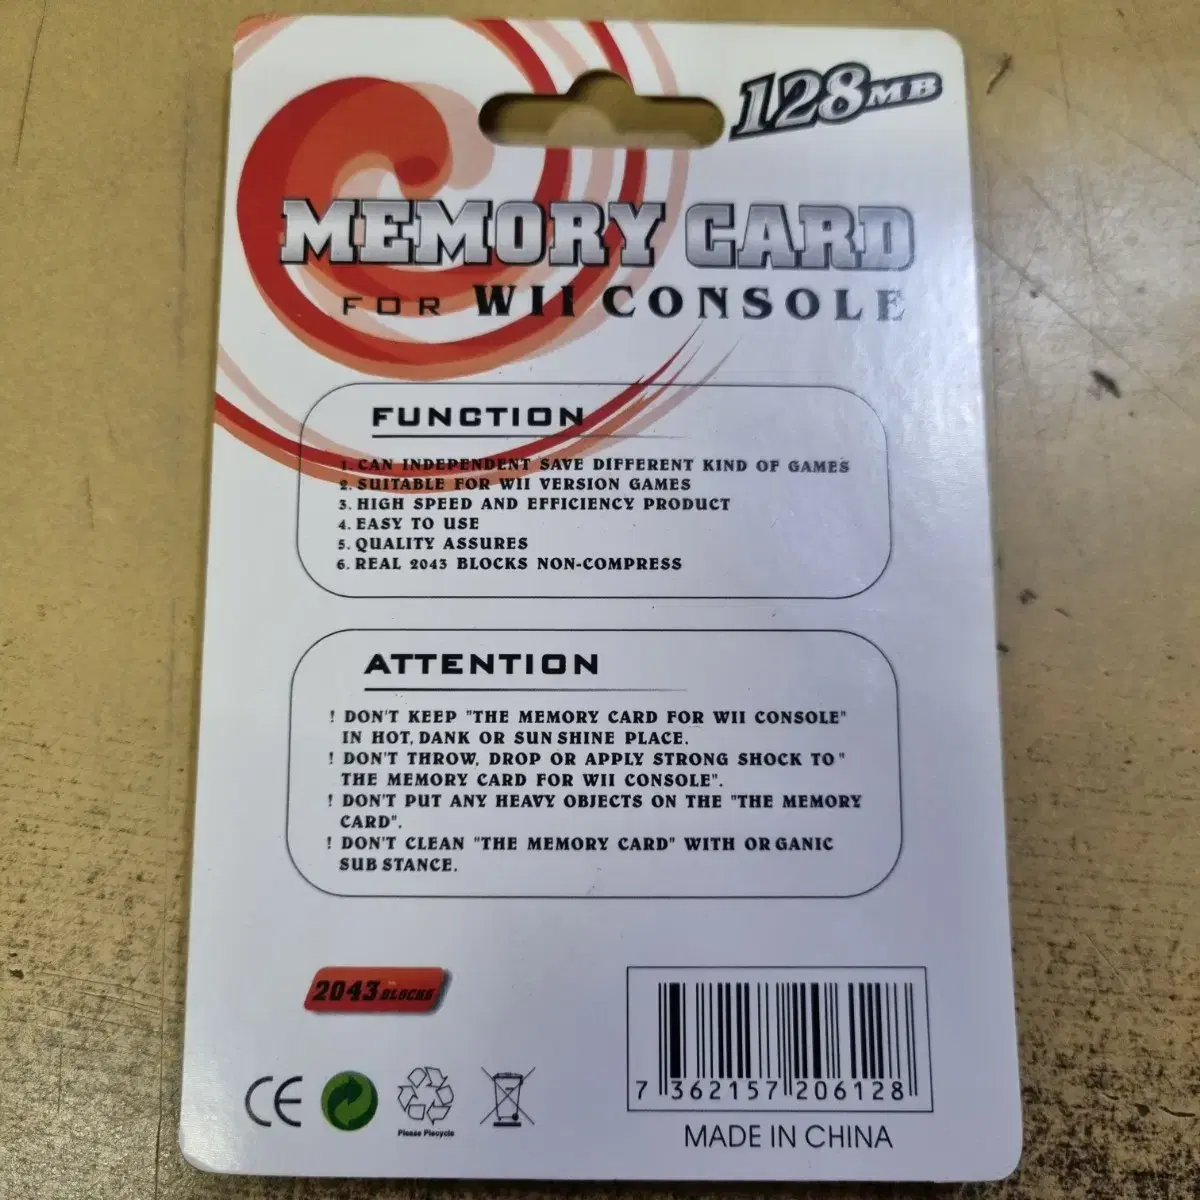 128MB
MEMORY CARD
FOR WII CONSOLE
FUNCTION
1. CAN INDEPENDENT SAVE DIFFERENT KIND OF GAMES
2. SUITABLE FOR WII VERSION GAMES
3. HIGH SPEED AND EFFICIENCY PRODUCT
4. EASY TO USE
5. QUALITY ASSURES
6. REAL 2043 BLOCKS NON-COMPRESS
ATTENTION
! DON'T KEEP "THE MEMORY CARD FOR WII CONSOLE"
IN HOT, DANK OR SUN SHINE PLACE.
! DON'T THROW, DROP OR APPLY STRONG SHOCK TO "
THE MEMORY CARD FOR WII CONSOLE".
! DON'T PUT ANY HEAVY OBJECTS ON THE "THE MEMORY
CARD".
! DON'T CLEAN "THE MEMORY CARD" WITH OR GANIC
SUB STANCE.
2043 BLOCKS
7 362157 206128
CE
Please Plecycle
MADE IN CHINA